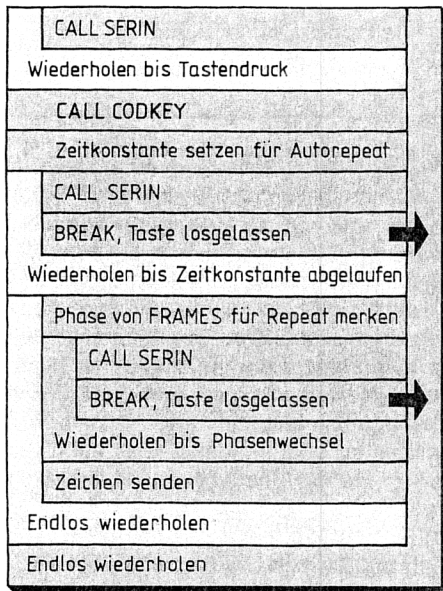 CALL SERIN
Wiederholen bis Tastendruck
CALL CODKEY
Zeitkonstante setzen für Autorepeat
CALL SERIN
BREAK, Taste losgelassen
Wiederholen bis Zeitkonstante abgelaufen
Phase von FRAMES für Repeat merken
CALL SERIN
BREAK, Taste losgelassen
Wiederholen bis Phasenwechsel
Zeichen senden
Endlos wiederholen
Endlos wiederholen